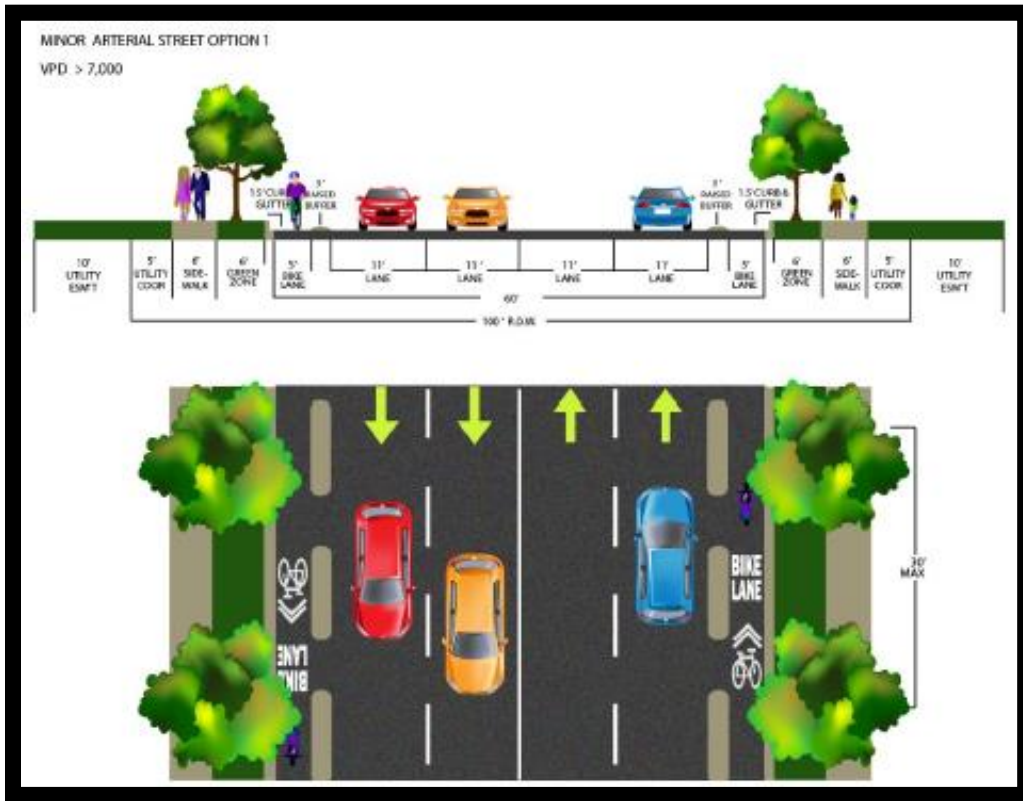 MINOR ARTERIAL STREET OPTION 1
VPD > 7,000
1.5' CURB &
GUTTER
RAISED
BUFFER
RAISED
BUFFER
1.5' CURB &
GUTTER
10'
UTILITY
ESM'T
5'
UTILITY
COOR
6'
SIDE-
WALK
6'
GREEN
ZONE
5'
BIKE
LANE
11'
LANE
11'
LANE
11'
LANE
11'
LANE
5'
BIKE
LANE
6'
GREEN
ZONE
6'
SIDE-
WALK
5'
UTILITY
COOR
10'
UTILITY
ESM'T
60'
100' R.O.W.
BIKE
LANE
BIKE
LANE
30'
MAX